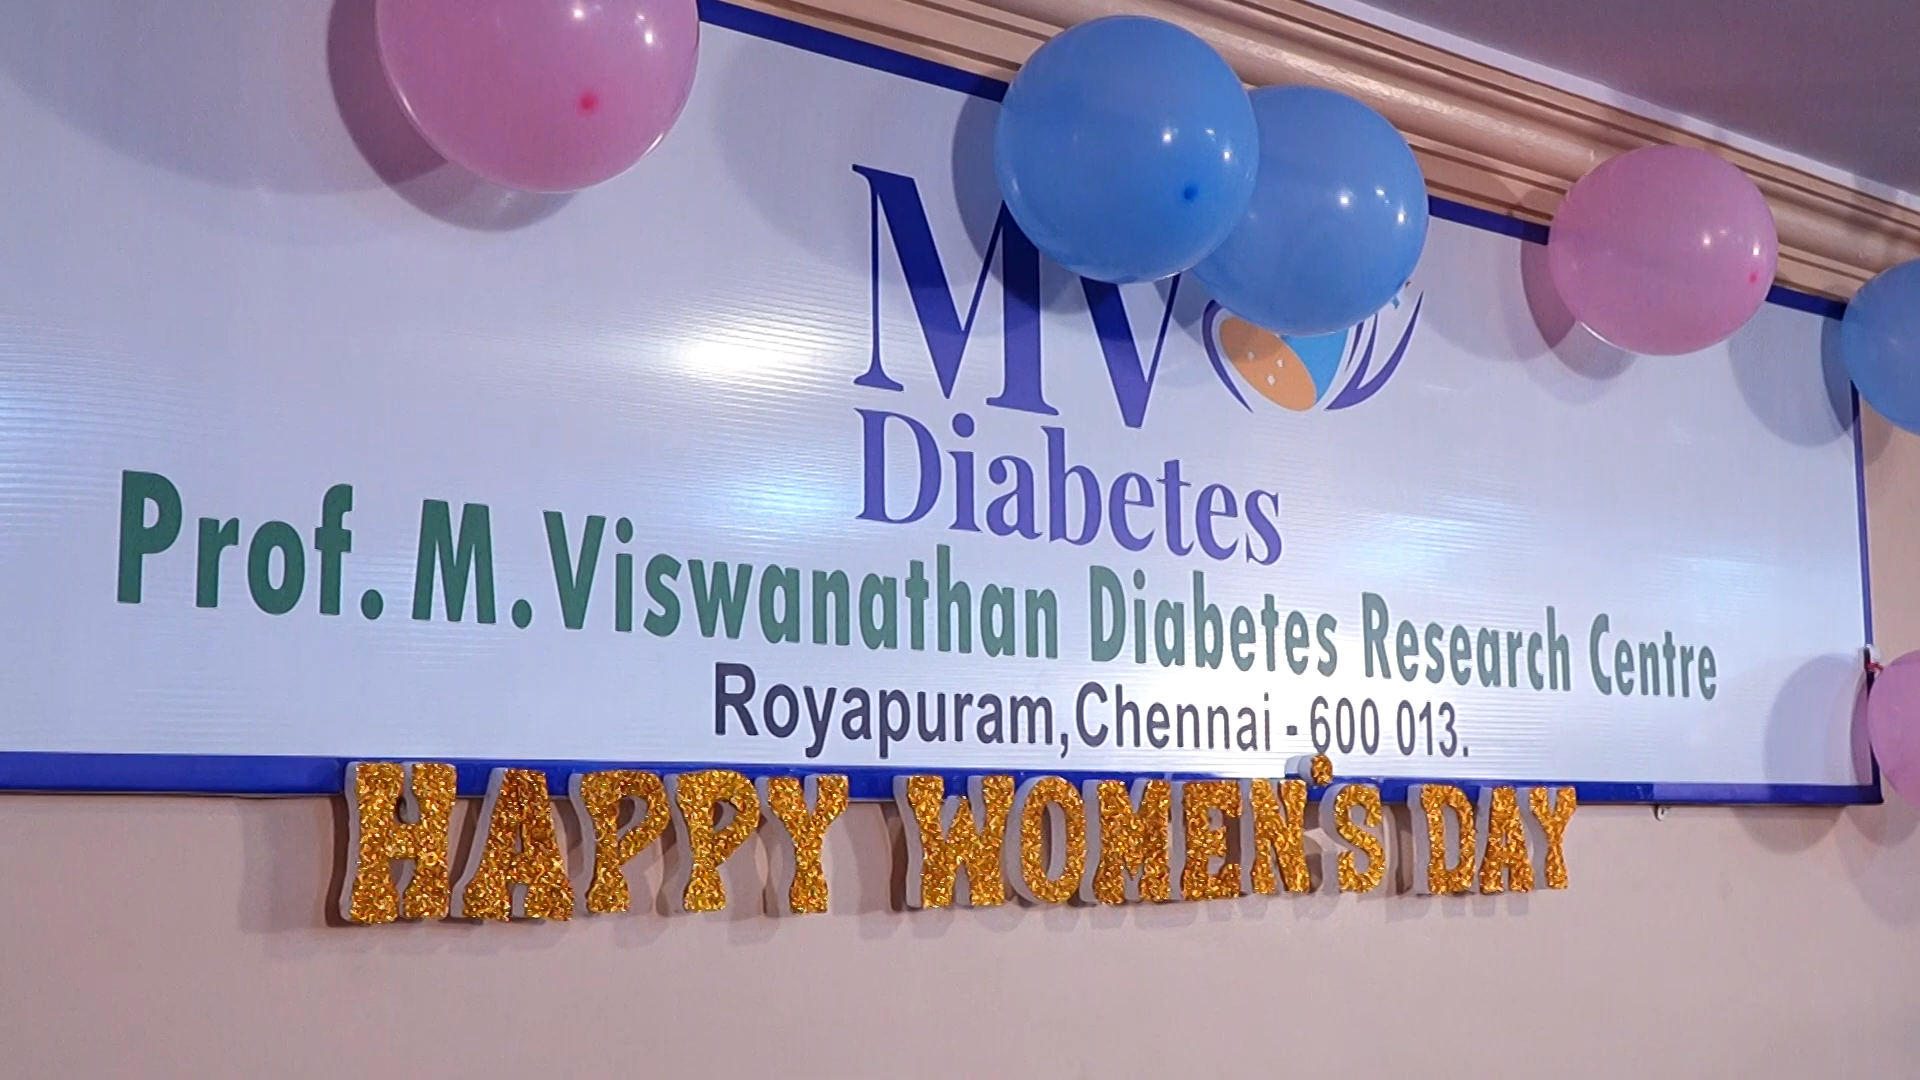 MV
Diabetes
Prof. M.Viswanathan Diabetes Research Centre
Royapuram,Chennai - 600 013.
HAPPY WOMEN'S DAY